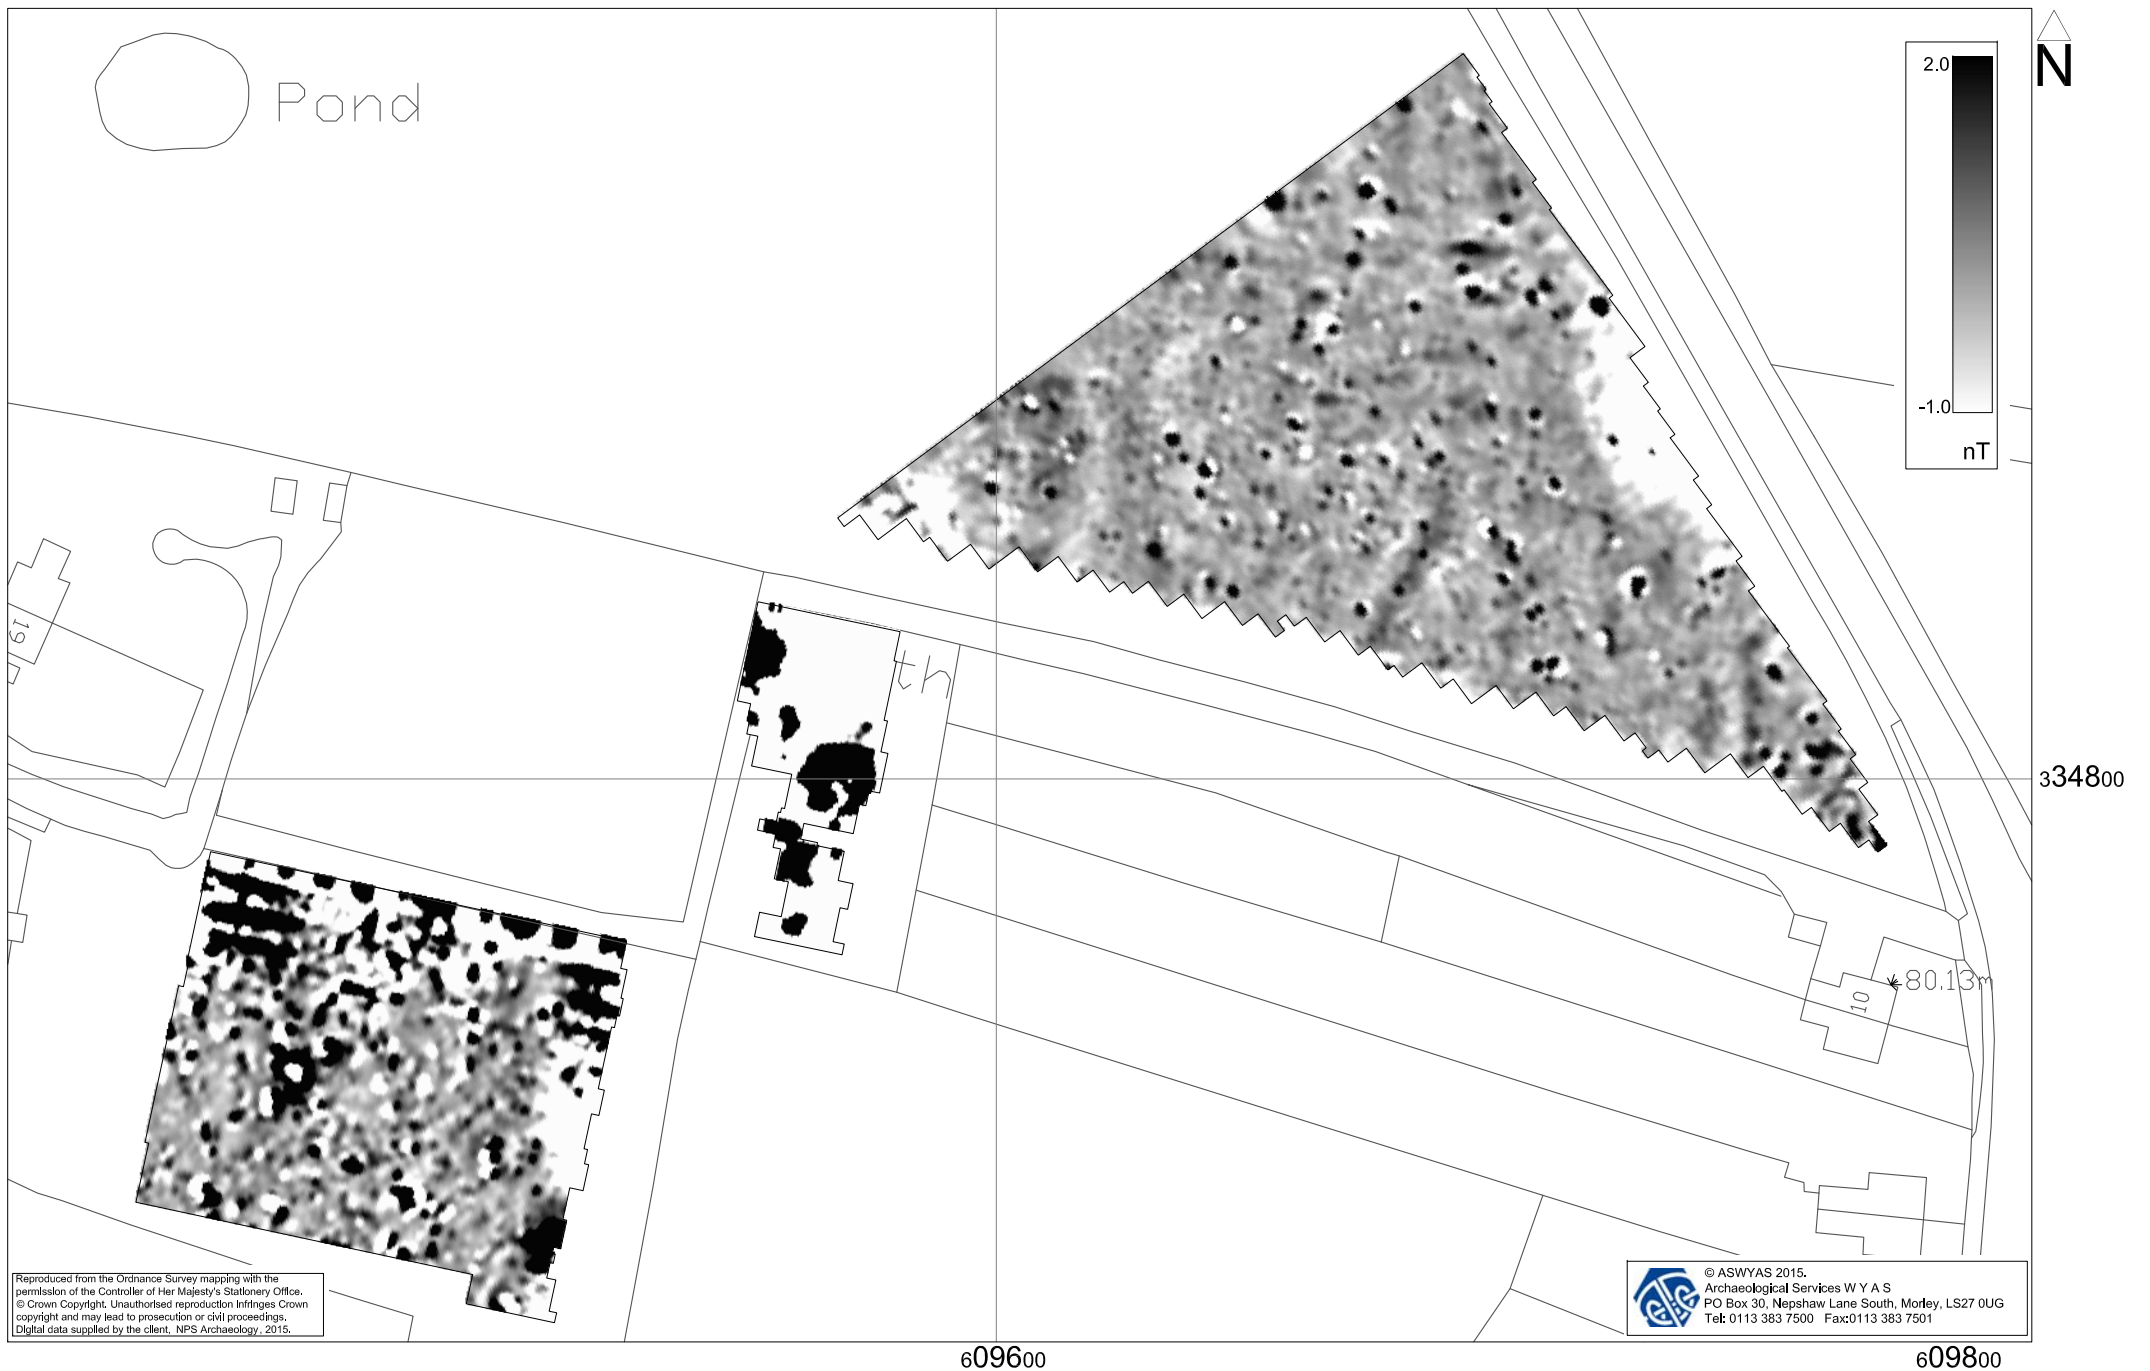 Pond
2.0
-1.0
nT
N
19
th
334800
80.13m
10
Reproduced from the Ordnance Survey mapping with the
permission of the Controller of Her Majesty's Stationery Office.
© Crown Copyright. Unauthorised reproduction infringes Crown
copyright and may lead to prosecution or civil proceedings.
Digital data supplied by the client, NPS Archaeology, 2015.
© ASWYAS 2015.
Archaeological Services W Y A S
PO Box 30, Nepshaw Lane South, Morley, LS27 0UG
Tel: 0113 383 7500 Fax:0113 383 7501
609600
609800